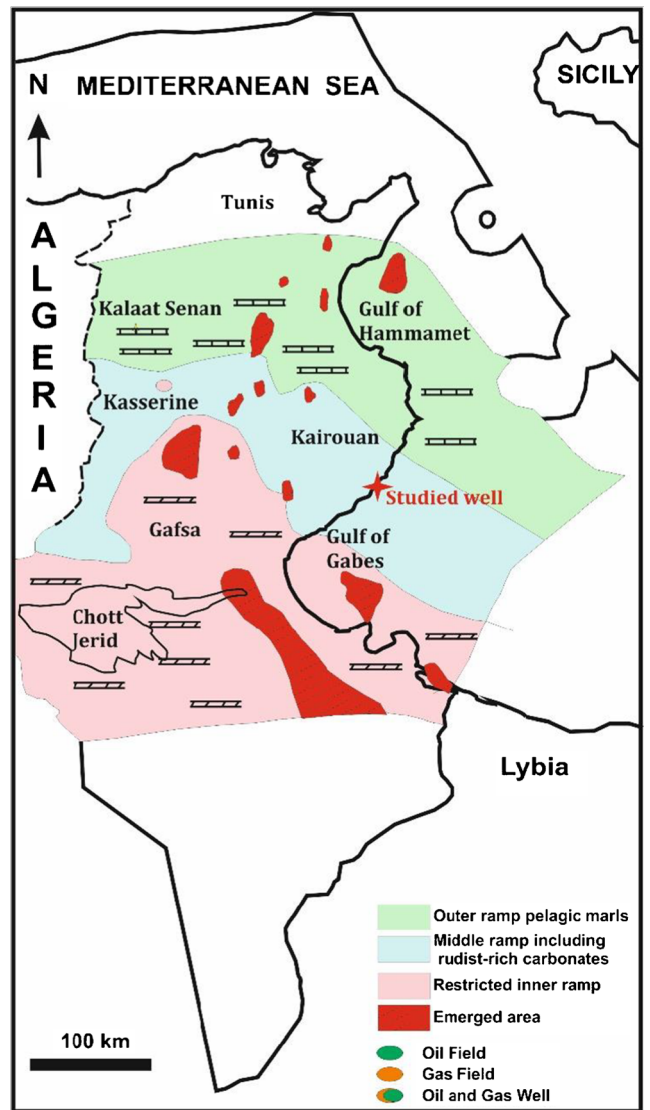 N MEDITERRANEAN SEA
SICILY
Tunis
ALGERIA
Kalaat Senan
Gulf of
Hammamet
Kasserine
Kairouan
Studied well
Gafsa
Gulf of
Gabes
Chott
Jerid
Lybia
Outer ramp pelagic marls
Middle ramp including
rudist-rich carbonates
Restricted inner ramp
Emerged area
100 km
Oil Field
Gas Field
Oil and Gas Well